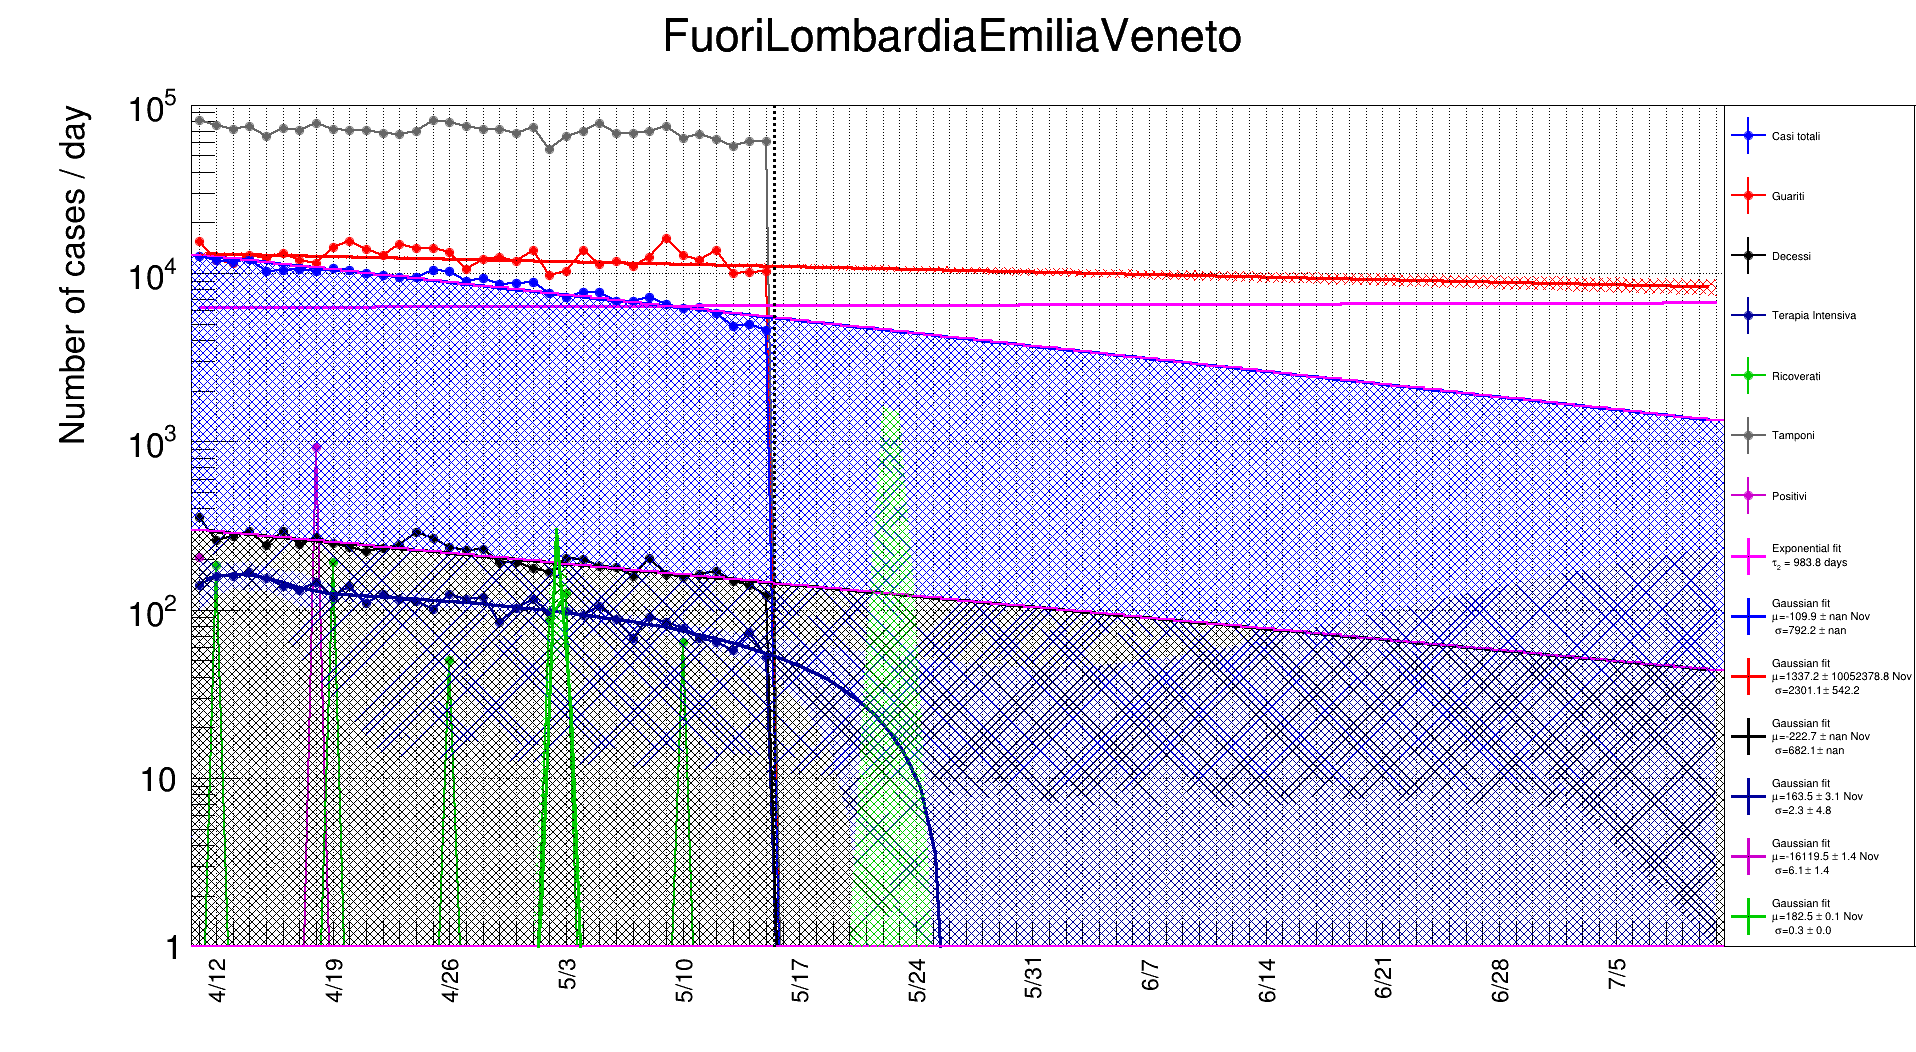 FuoriLombardiaEmiliaVeneto
Number of cases / day
10^5
10^4
10^3
10^2
10
1
4/12
4/19
4/26
5/3
5/10
5/17
5/24
5/31
6/7
6/14
6/21
6/28
7/5
Casi totali
Guariti
Decessi
Terapia Intensiva
Ricoverati
Tamponi
Positivi
Exponential fit
τ₂ = 983.8 days
Gaussian fit
μ=-109.9 ± nan Nov
σ=792.2 ± nan
Gaussian fit
μ=1337.2 ± 10052378.8 Nov
σ=2301.1 ± 542.2
Gaussian fit
μ=-222.7 ± nan Nov
σ=682.1 ± nan
Gaussian fit
μ=163.5 ± 3.1 Nov
σ=2.3 ± 4.8
Gaussian fit
μ=-16119.5 ± 1.4 Nov
σ=6.1 ± 1.4
Gaussian fit
μ=182.5 ± 0.1 Nov
σ=0.3 ± 0.0